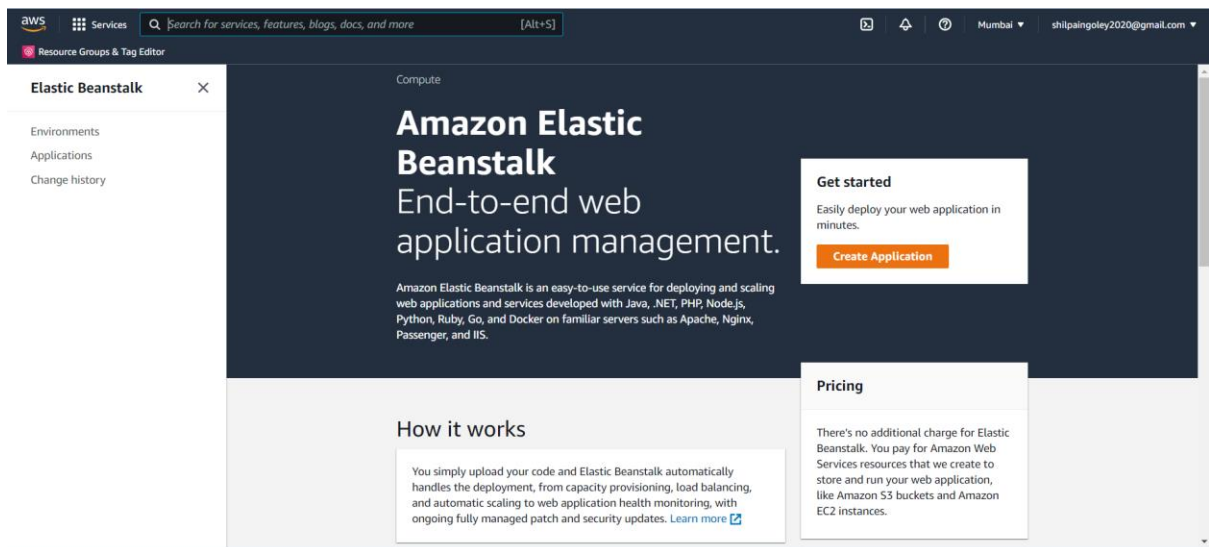 aws
Services
Search for services, features, blogs, docs, and more
[Alt+S]
Mumbai
shilpaingoley2020@gmail.com
Resource Groups & Tag Editor
Elastic Beanstalk
Environments
Applications
Change history
Compute
Amazon Elastic
Beanstalk
End-to-end web
application management.
Amazon Elastic Beanstalk is an easy-to-use service for deploying and scaling
web applications and services developed with Java, .NET, PHP, Node.js,
Python, Ruby, Go, and Docker on familiar servers such as Apache, Nginx,
Passenger, and IIS.
Get started
Easily deploy your web application in
minutes.
Create Application
How it works
You simply upload your code and Elastic Beanstalk automatically
handles the deployment, from capacity provisioning, load balancing,
and automatic scaling to web application health monitoring, with
ongoing fully managed patch and security updates. Learn more
Pricing
There's no additional charge for Elastic
Beanstalk. You pay for Amazon Web
Services resources that we create to
store and run your web application,
like Amazon S3 buckets and Amazon
EC2 instances.